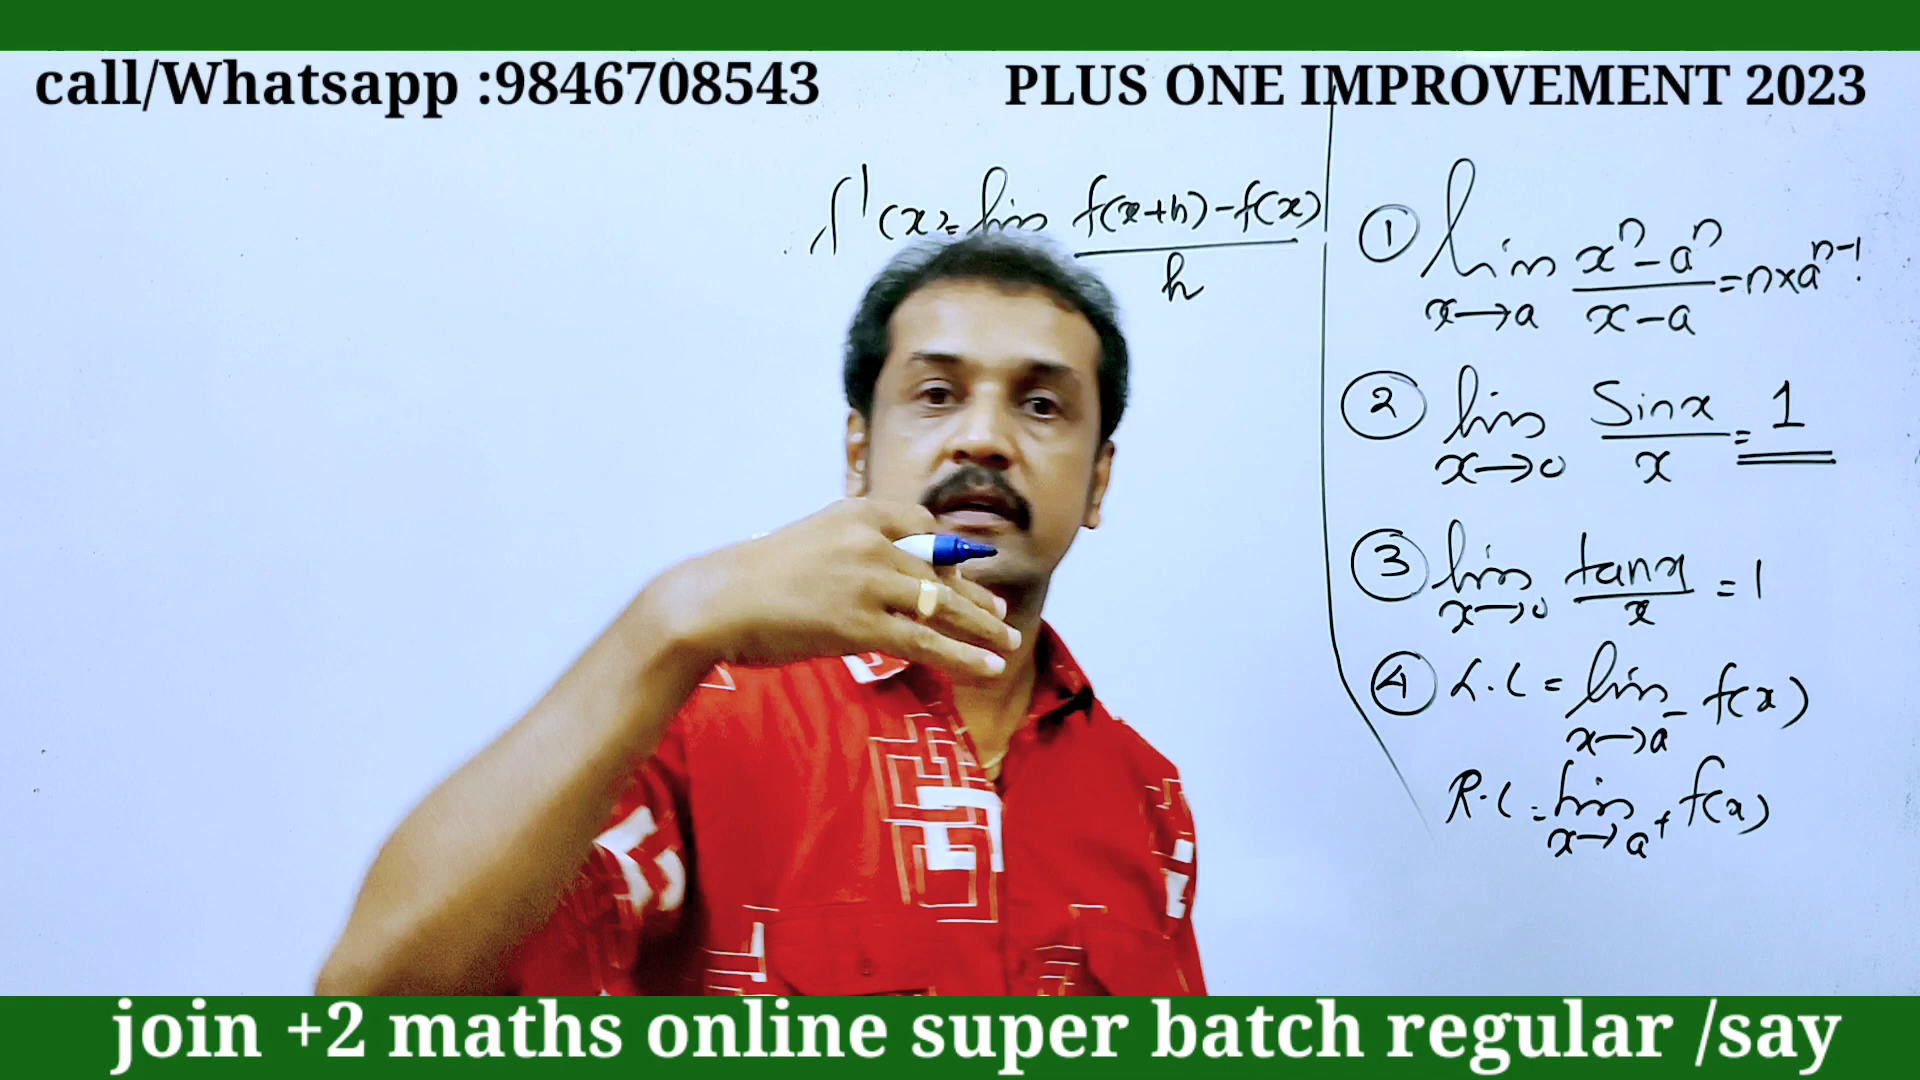 call/Whatsapp :9846708543
PLUS ONE IMPROVEMENT 2023
f'(x)= lim f(x+h)-f(x)
h
① lim xⁿ-aⁿ = n×aⁿ⁻¹
x→a x-a
② lim Sinx = 1
x→0 x
③ lim tanx = 1
x→0 x
④ L.L = lim f(x)
x→a⁻
R.L = lim f(x)
x→a⁺
join +2 maths online super batch regular /say